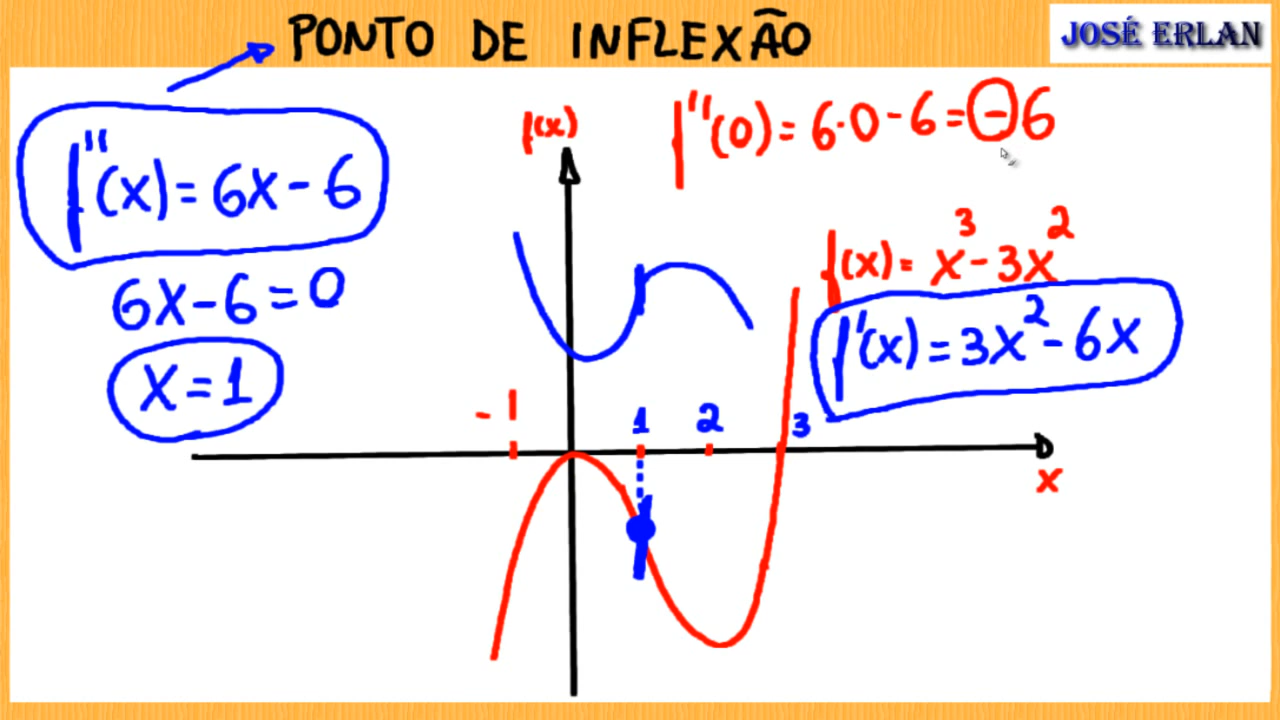 PONTO DE INFLEXÃO
JOSÉ ERLAN
f''(x) = 6x - 6
6x - 6 = 0
x = 1
f(x)
f''(0) = 6·0 - 6 = -6
f(x) = x³ - 3x²
f'(x) = 3x² - 6x
-1
1
2
3
x